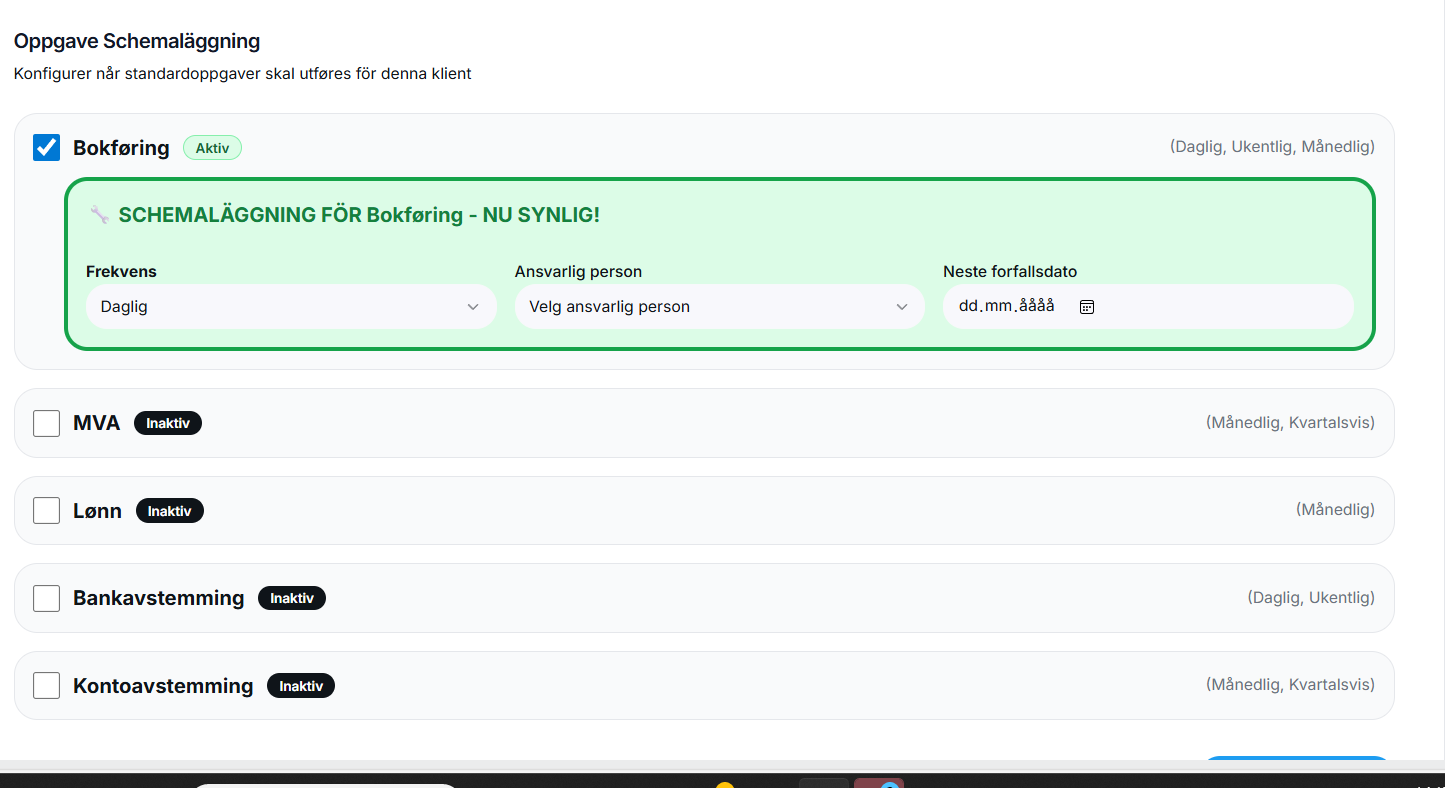 Oppgave Schemaläggning
Konfigurer når standardoppgaver skal utføres för denna klient
Bokføring Aktiv (Daglig, Ukentlig, Månedlig)
SCHEMALÄGGNING FÖR Bokføring - NU SYNLIG!
Frekvens Ansvarlig person Neste forfallsdato
Daglig Velg ansvarlig person dd.mm.åååå
MVA Inaktiv (Månedlig, Kvartalsvis)
Lønn Inaktiv (Månedlig)
Bankavstemming Inaktiv (Daglig, Ukentlig)
Kontoavstemming Inaktiv (Månedlig, Kvartalsvis)